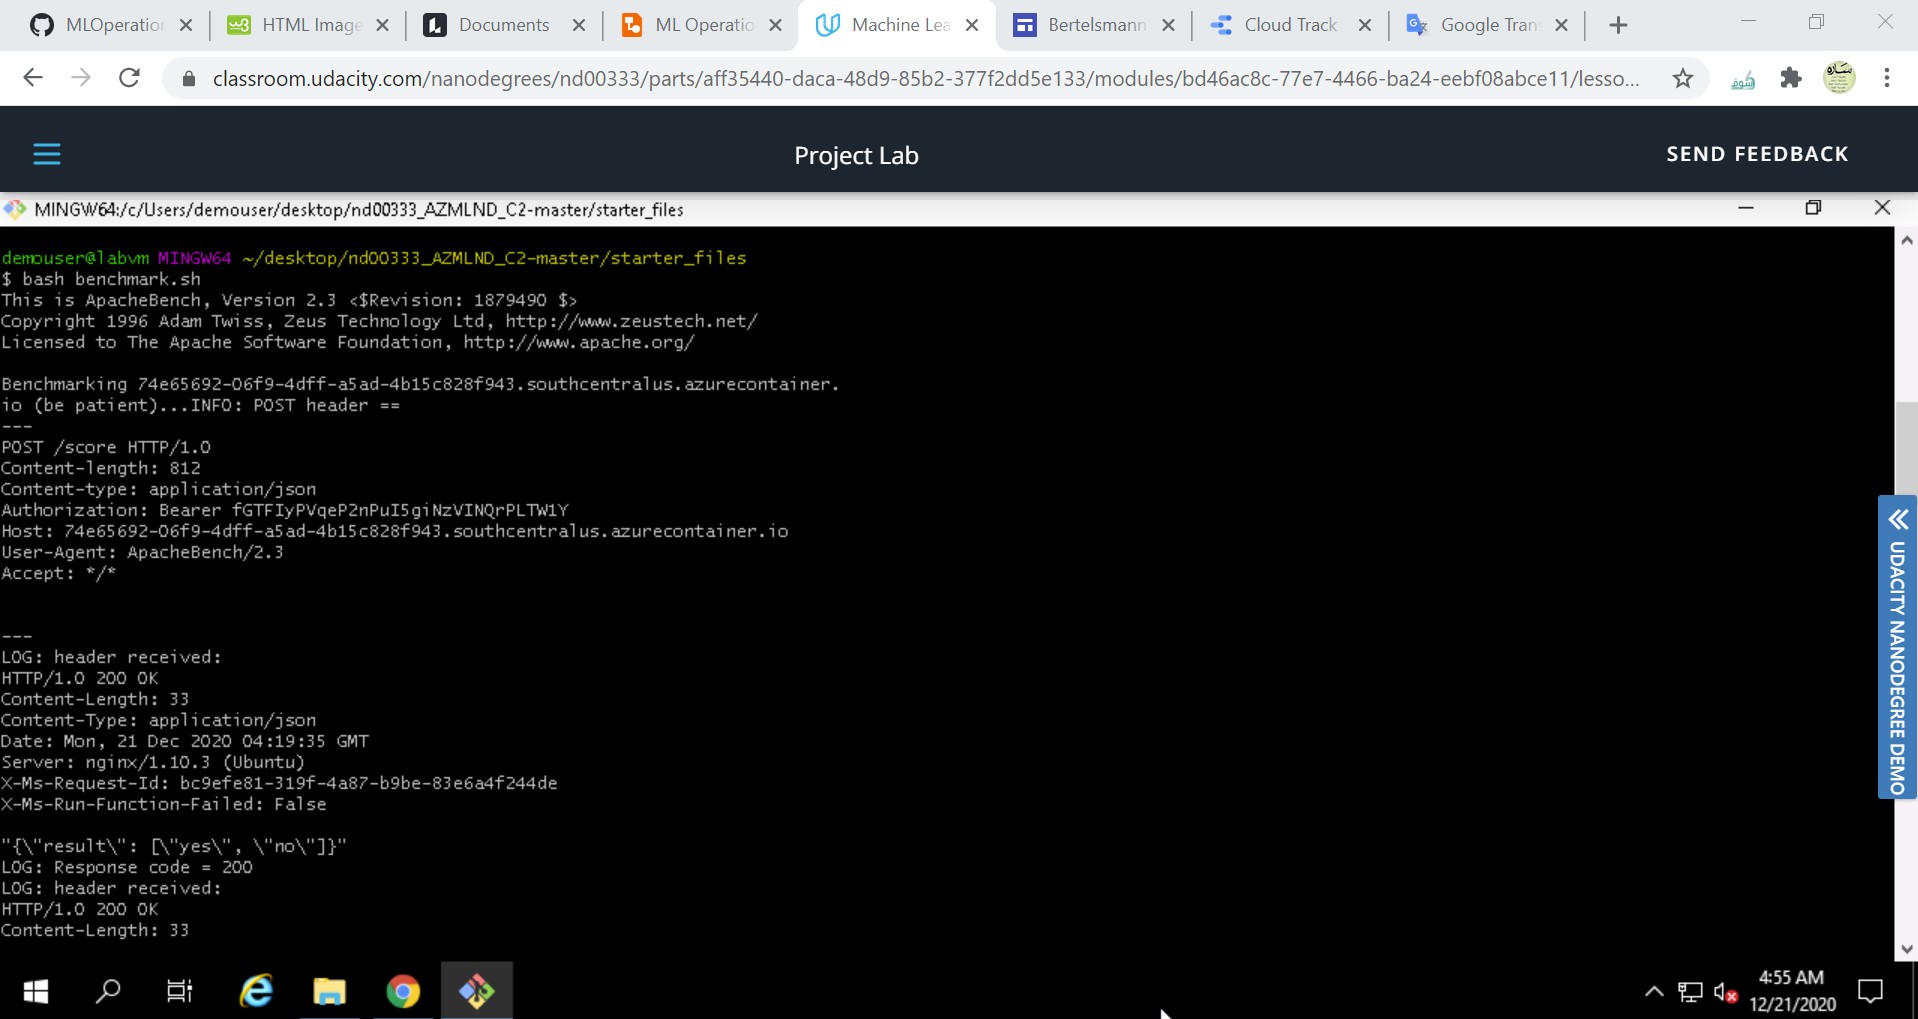 MLOperation
HTML Image
Documents
ML Operatio
Machine Lea
Bertelsmann
Cloud Track
Google Tran
classroom.udacity.com/nanodegrees/nd00333/parts/aff35440-daca-48d9-85b2-377f2dd5e133/modules/bd46ac8c-77e7-4466-ba24-eebf08abce11/lesso...
شوف
Project Lab
SEND FEEDBACK
MINGW64:/c/Users/demouser/desktop/nd00333_AZMLND_C2-master/starter_files
demouser@labvm MINGW64 ~/desktop/nd00333_AZMLND_C2-master/starter_files
$ bash benchmark.sh
This is ApacheBench, Version 2.3 <$Revision: 1879490 $>
Copyright 1996 Adam Twiss, Zeus Technology Ltd, http://www.zeustech.net/
Licensed to The Apache Software Foundation, http://www.apache.org/
Benchmarking 74e65692-06f9-4dff-a5ad-4b15c828f943.southcentralus.azurecontainer.
io (be patient)...INFO: POST header ==
---
POST /score HTTP/1.0
Content-length: 812
Content-type: application/json
Authorization: Bearer fGTFIyPVqeP2nPuI5giNzVINQrPLTW1Y
Host: 74e65692-06f9-4dff-a5ad-4b15c828f943.southcentralus.azurecontainer.io
User-Agent: ApacheBench/2.3
Accept: */*
---
LOG: header received:
HTTP/1.0 200 OK
Content-Length: 33
Content-Type: application/json
Date: Mon, 21 Dec 2020 04:19:35 GMT
Server: nginx/1.10.3 (Ubuntu)
X-Ms-Request-Id: bc9efe81-319f-4a87-b9be-83e6a4f244de
X-Ms-Run-Function-Failed: False
"{\"result\": [\"yes\", \"no\"]}"
LOG: Response code = 200
LOG: header received:
HTTP/1.0 200 OK
Content-Length: 33
UDACITY NANODEGREE DEMO
4:55 AM
12/21/2020